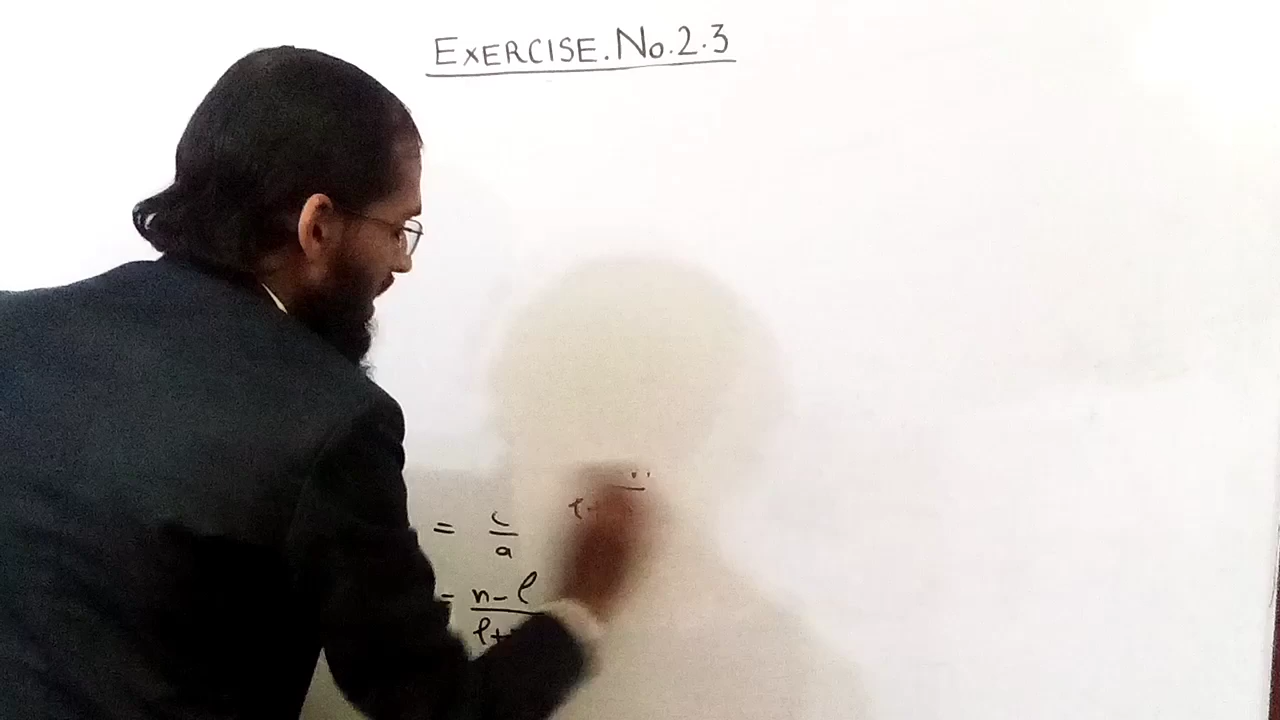 EXERCISE.No.2.3
= c/a
= n-l
l+